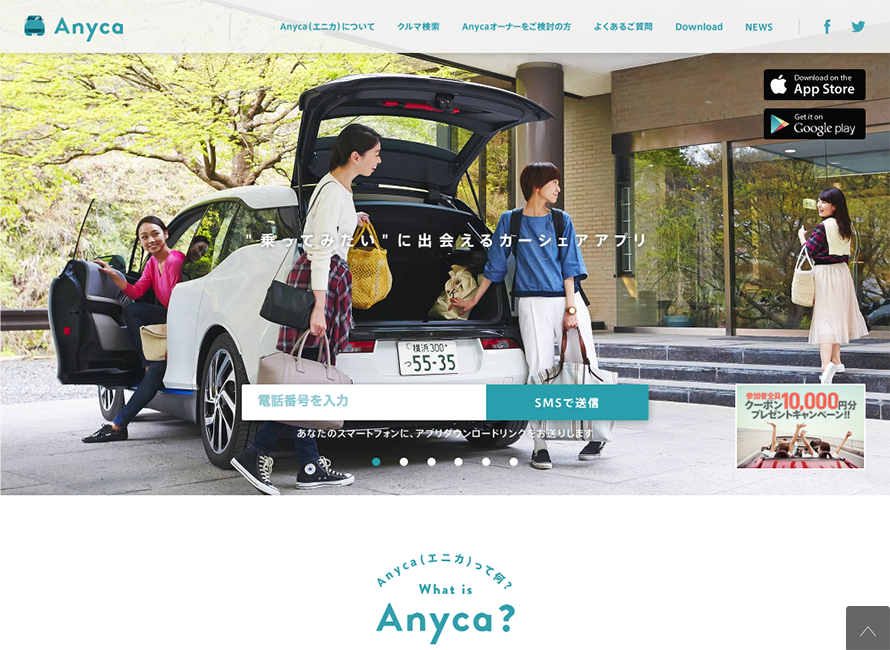 Anyca
Anyca(エニカ)について
クルマ検索
Anycaオーナーをご検討の方
よくあるご質問
Download
NEWS
Download on the
App Store
Get it on
Google play
"乗ってみたい"に出会えるカーシェアアプリ
横浜 300
つ 55-35
電話番号を入力
SMSで送信
あなたのスマートフォンに、アプリダウンロードリンクをお送りします
参加者全員
クーポン10,000円分
プレゼントキャンペーン!!
Anyca(エニカ)って何?
What is
Anyca?